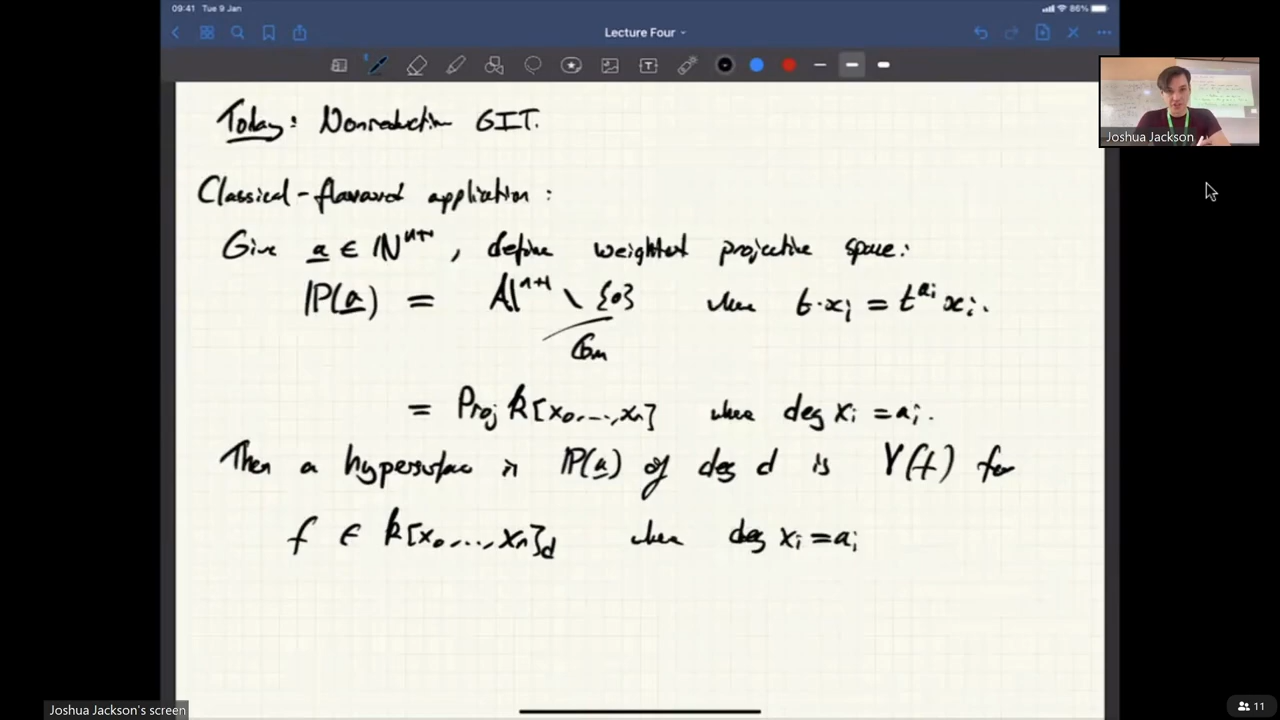 09:41 Tue 9 Jan
86%
Lecture Four
Today: Nonreductive GIT.
Classical-flavoured application:
Give a ∈ ℕⁿ⁺¹, define weighted projective space:
ℙ(a) = 𝔸ⁿ⁺¹ \ {0} / 𝔾m where t·xᵢ = t^aᵢ xᵢ.
= Proj k[x₀,...,xₙ] where deg xᵢ = aᵢ.
Then a hypersurface in ℙ(a) of deg d is V(f) for
f ∈ k[x₀,...,xₙ]d where deg xᵢ = aᵢ
Joshua Jackson
Joshua Jackson's screen
11